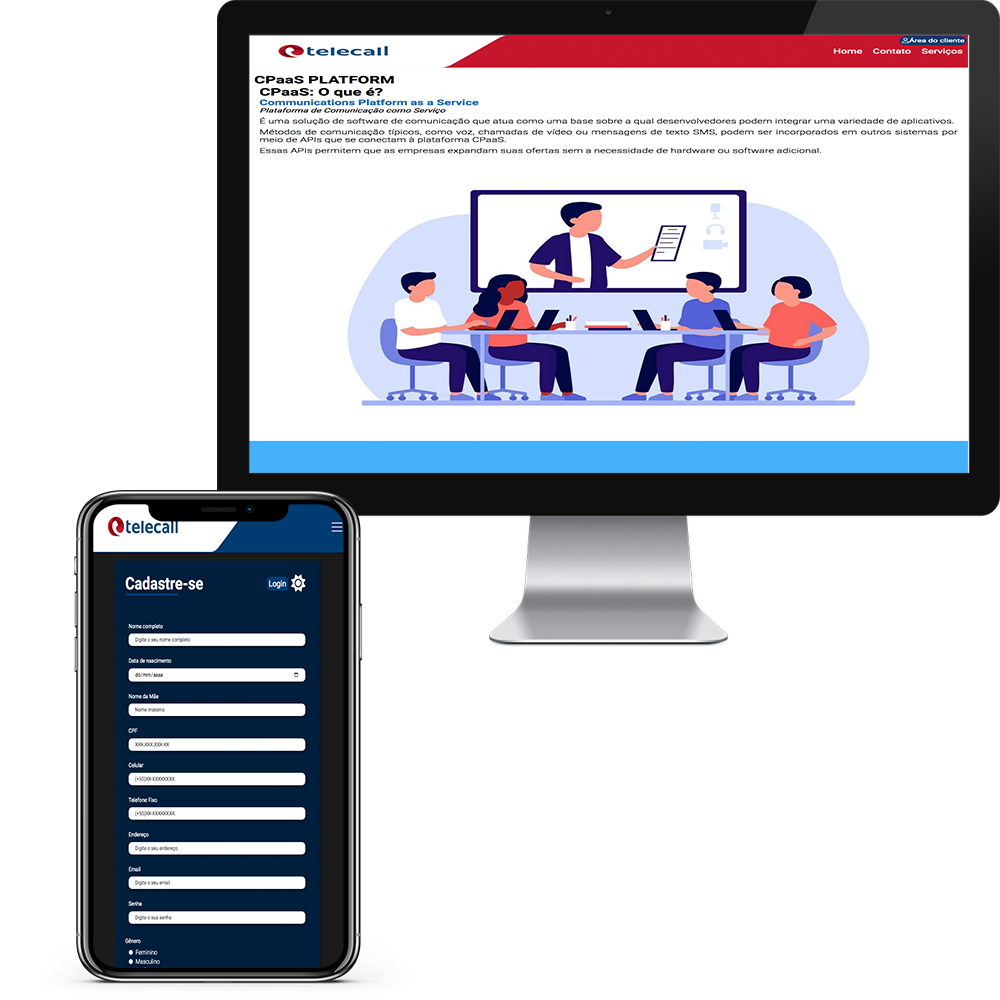 telecall
Área do cliente
Home Contato Serviços
CPaaS PLATFORM
CPaaS: O que é?
Communications Platform as a Service
Plataforma de Comunicação como Serviço
É uma solução de software de comunicação que atua como uma base sobre a qual desenvolvedores podem integrar uma variedade de aplicativos.
Métodos de comunicação típicos, como voz, chamadas de vídeo ou mensagens de texto SMS, podem ser incorporados em outros sistemas por
meio de APIs que se conectam à plataforma CPaaS.
Essas APIs permitem que as empresas expandam suas ofertas sem a necessidade de hardware ou software adicional.
telecall
Cadastre-se
Login
Nome completo
Digite o seu nome completo
Data de nascimento
dd/mm/aaaa
Nome da Mãe
Nome materno
CPF
XXX.XXX.XXX-XX
Celular
(+55)XX-XXXXXXXX
Telefone Fixo
(+55)XX-XXXXXXXX
Endereço
Digite o seu endereço
Email
Digite o seu email
Senha
Digite a sua senha
Gênero
Feminino
Masculino